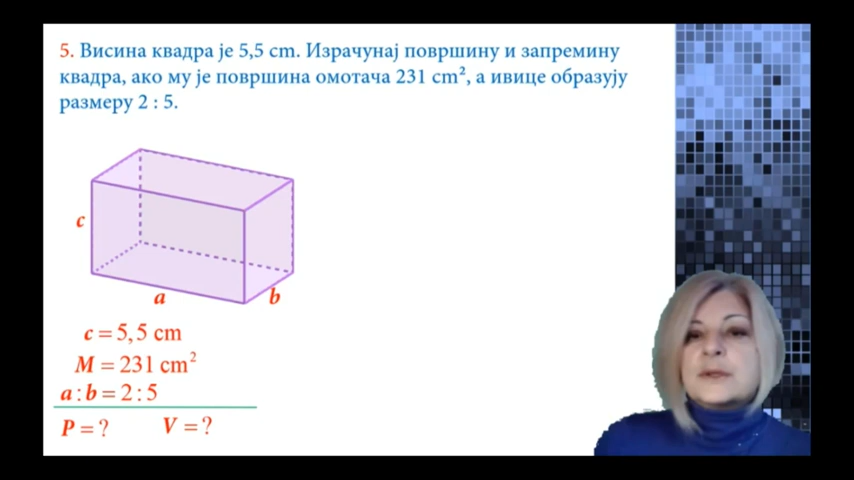 5. Висина квадра је 5,5 cm. Израчунај површину и запремину
квадра, ако му је површина омотача 231 cm², а ивице образују
размеру 2 : 5.
c
a
b
c = 5,5 cm
M = 231 cm²
a : b = 2 : 5
P = ? V = ?